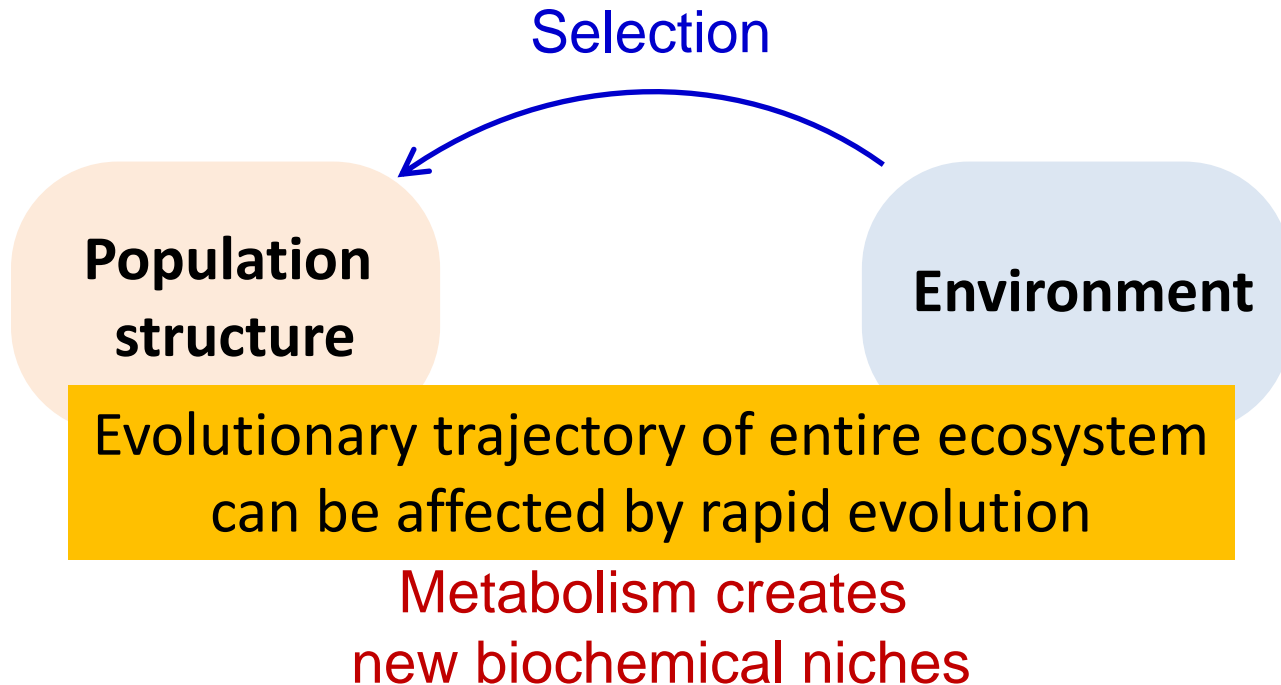 Selection
Population
structure
Environment
Evolutionary trajectory of entire ecosystem
can be affected by rapid evolution
Metabolism creates
new biochemical niches